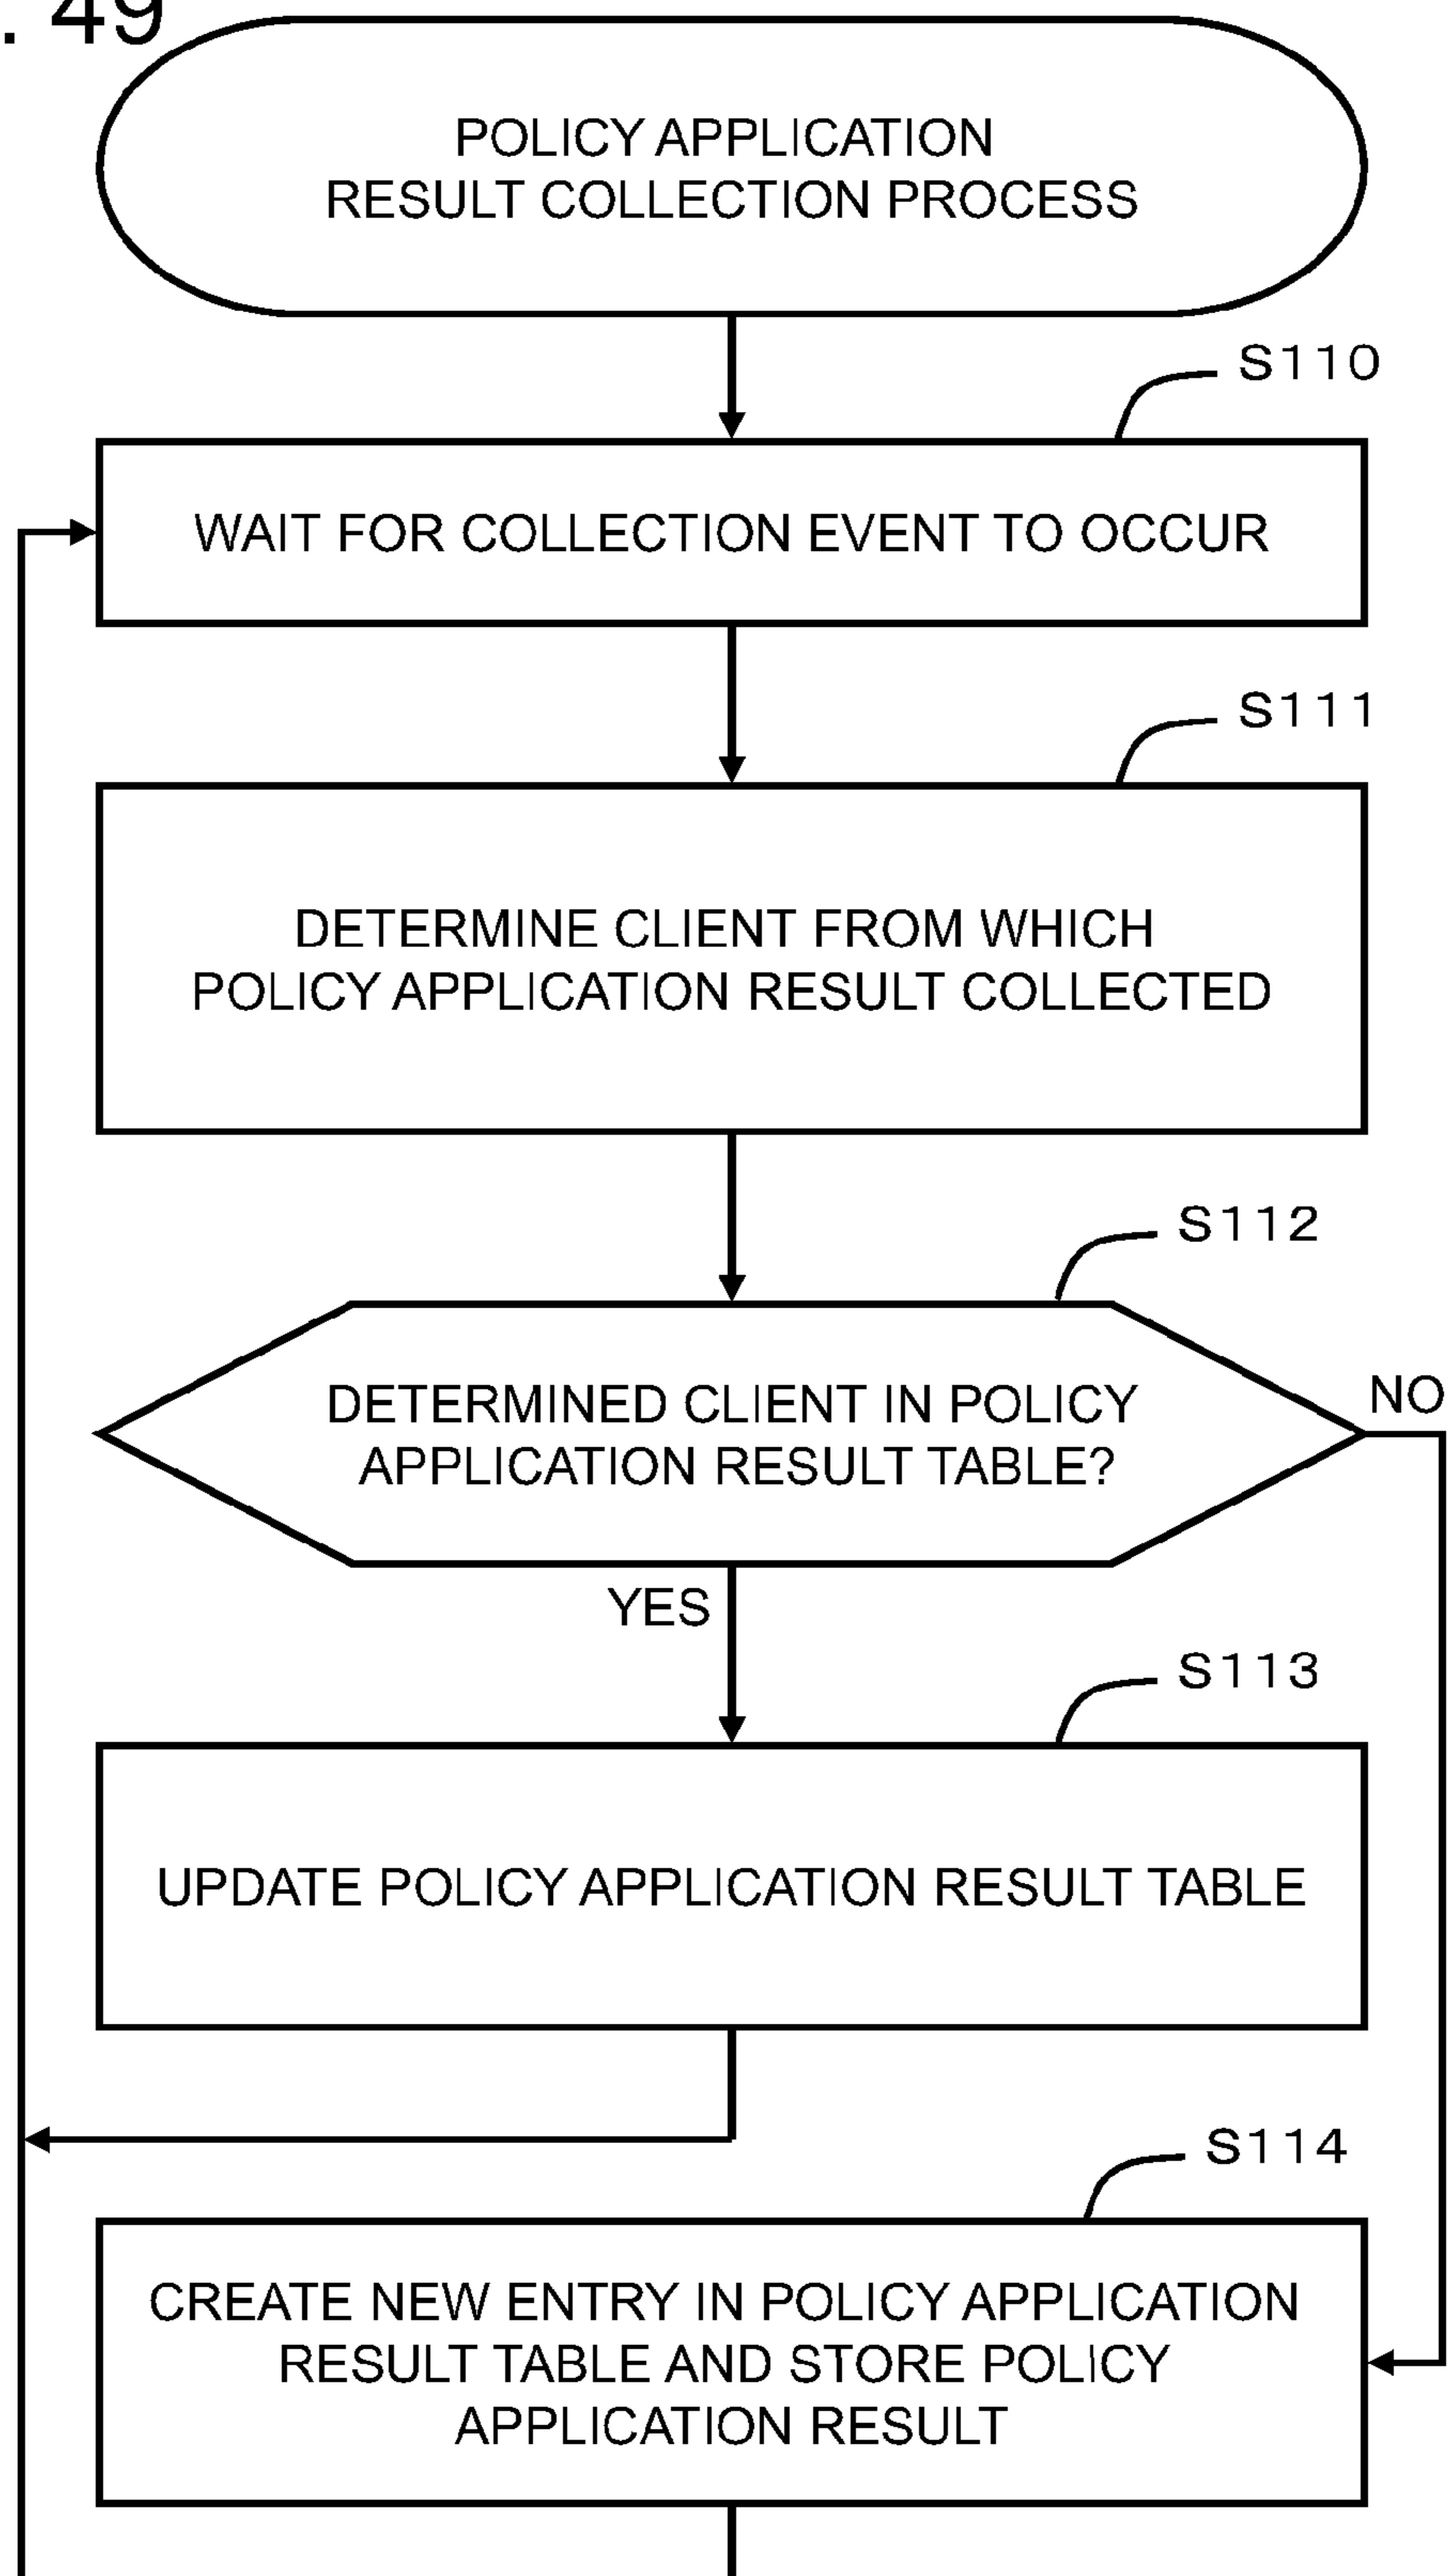 . 49
POLICY APPLICATION
RESULT COLLECTION PROCESS
S110
WAIT FOR COLLECTION EVENT TO OCCUR
S111
DETERMINE CLIENT FROM WHICH
POLICY APPLICATION RESULT COLLECTED
S112
DETERMINED CLIENT IN POLICY
APPLICATION RESULT TABLE?
NO
YES
S113
UPDATE POLICY APPLICATION RESULT TABLE
S114
CREATE NEW ENTRY IN POLICY APPLICATION
RESULT TABLE AND STORE POLICY
APPLICATION RESULT